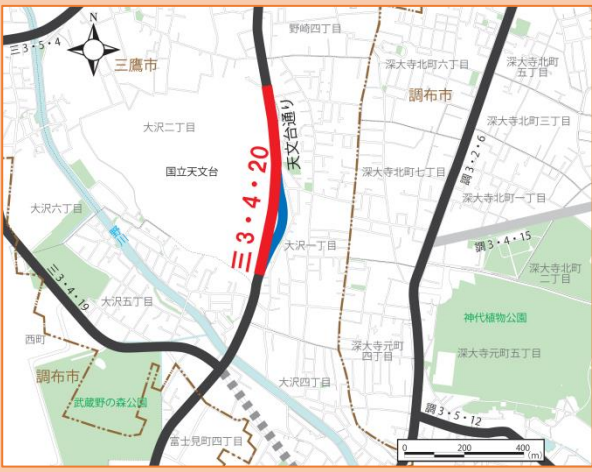 N
三3・5・4
三鷹市
野崎四丁目
深大寺北町六丁目
深大寺北町
五丁目
調布市
大沢二丁目
天文台通り
深大寺北町三丁目
国立天文台
三3・4・20
深大寺北町七丁目
調3・2・6
深大寺北町一丁目
大沢六丁目
野川
大沢一丁目
調3・4・15
深大寺北町
二丁目
三3・4・19
大沢五丁目
神代植物公園
西町
深大寺元町
四丁目
深大寺元町五丁目
調布市
大沢四丁目
武蔵野の森公園
調3・5・12
富士見町四丁目
0 200 400
(m)